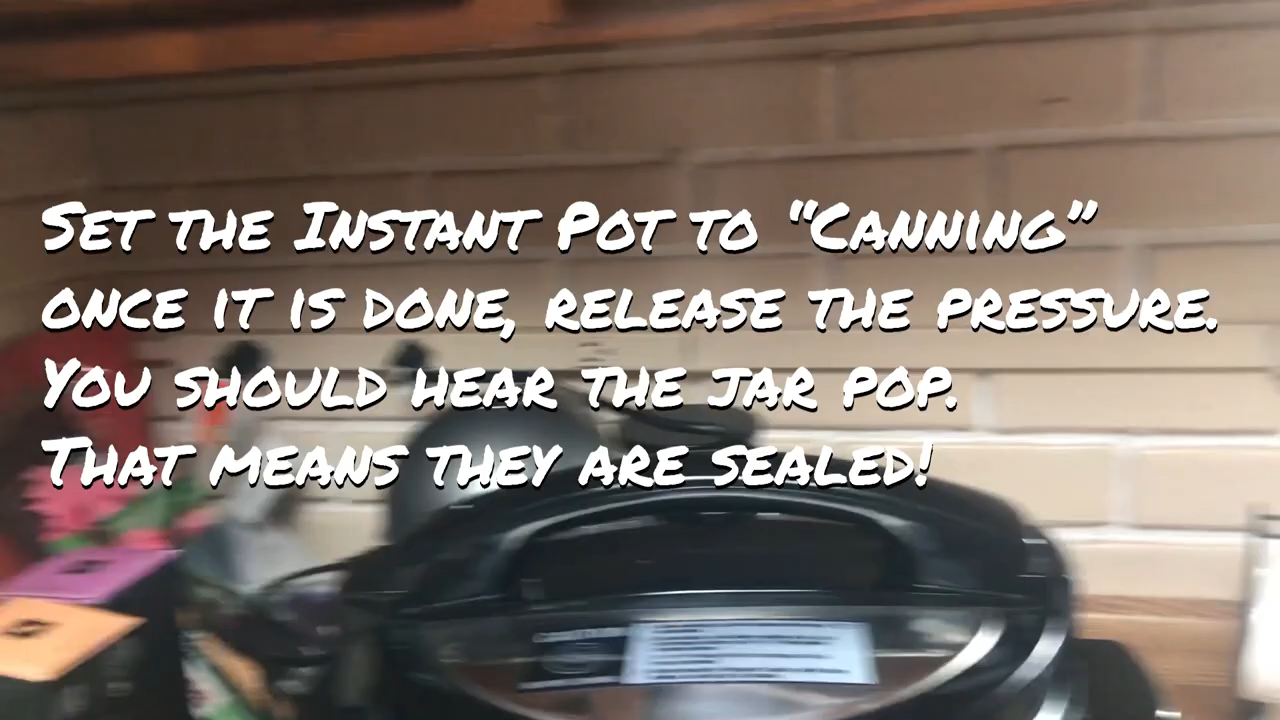 Set the Instant Pot to “Canning”
once it is done, release the pressure.
You should hear the jar pop.
That means they are sealed!